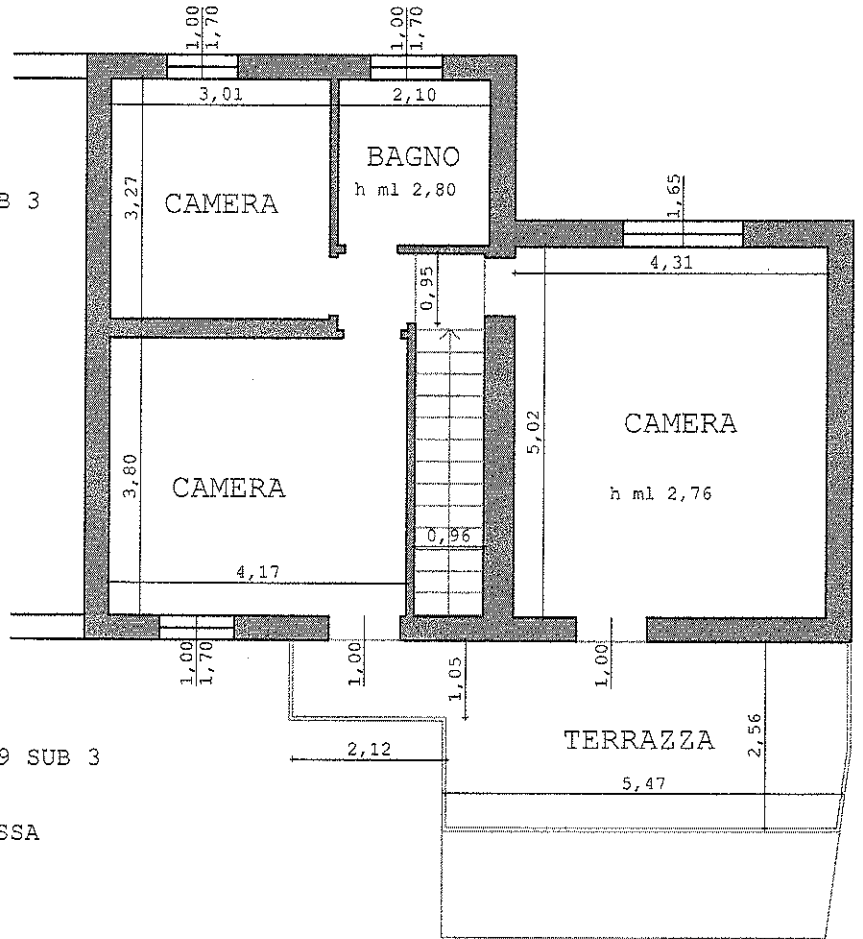 1,00
1,70
1,00
1,70
3,01
2,10
BAGNO
h ml 2,80
B 3
CAMERA
3,27
1,65
4,31
0,95
CAMERA
5,02
h ml 2,76
3,80
CAMERA
0,96
4,17
1,00
1,70
1,00
1,05
1,00
TERRAZZA
2,56
9 SUB 3
2,12
5,47
SSA